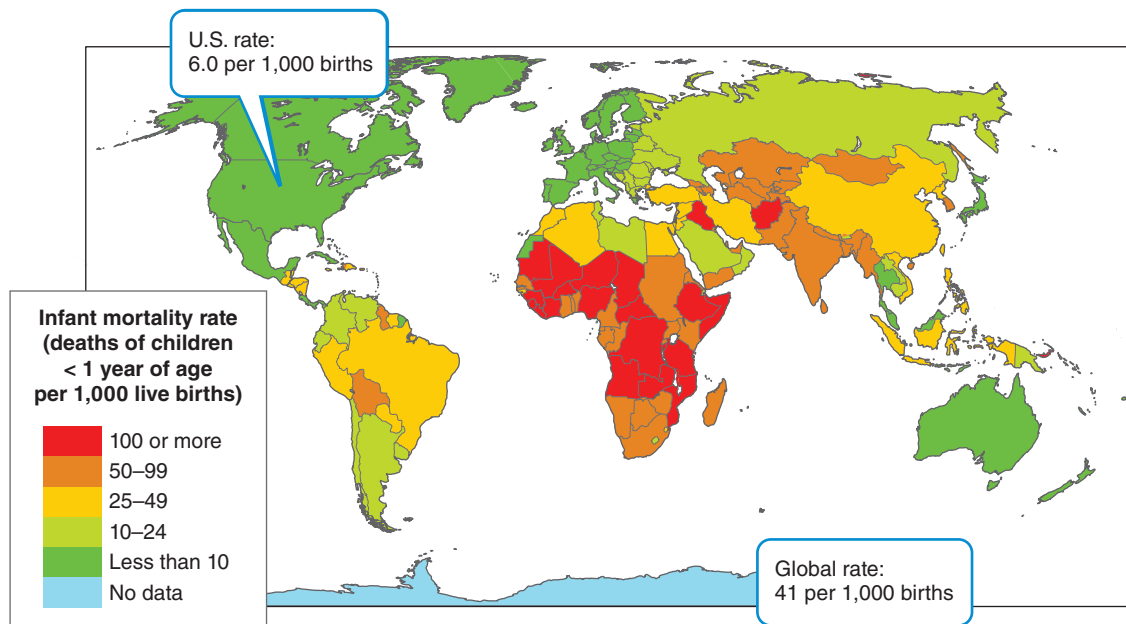 U.S. rate:
6.0 per 1,000 births
Infant mortality rate
(deaths of children
< 1 year of age
per 1,000 live births)
100 or more
50–99
25–49
10–24
Less than 10
No data
Global rate:
41 per 1,000 births